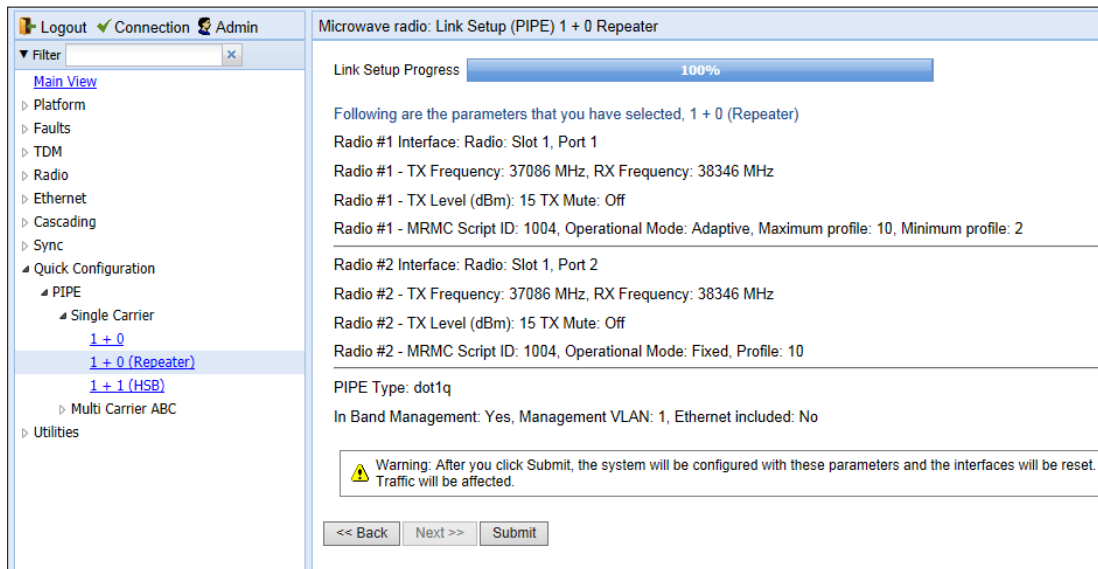 Logout Connection Admin
Filter
Main View
Platform
Faults
TDM
Radio
Ethernet
Cascading
Sync
Quick Configuration
PIPE
Single Carrier
1 + 0
1 + 0 (Repeater)
1 + 1 (HSB)
Multi Carrier ABC
Utilities
Microwave radio: Link Setup (PIPE) 1 + 0 Repeater
Link Setup Progress 100%
Following are the parameters that you have selected, 1 + 0 (Repeater)
Radio #1 Interface: Radio: Slot 1, Port 1
Radio #1 - TX Frequency: 37086 MHz, RX Frequency: 38346 MHz
Radio #1 - TX Level (dBm): 15 TX Mute: Off
Radio #1 - MRMC Script ID: 1004, Operational Mode: Adaptive, Maximum profile: 10, Minimum profile: 2
Radio #2 Interface: Radio: Slot 1, Port 2
Radio #2 - TX Frequency: 37086 MHz, RX Frequency: 38346 MHz
Radio #2 - TX Level (dBm): 15 TX Mute: Off
Radio #2 - MRMC Script ID: 1004, Operational Mode: Fixed, Profile: 10
PIPE Type: dot1q
In Band Management: Yes, Management VLAN: 1, Ethernet included: No
Warning: After you click Submit, the system will be configured with these parameters and the interfaces will be reset.
Traffic will be affected.
<< Back Next >> Submit